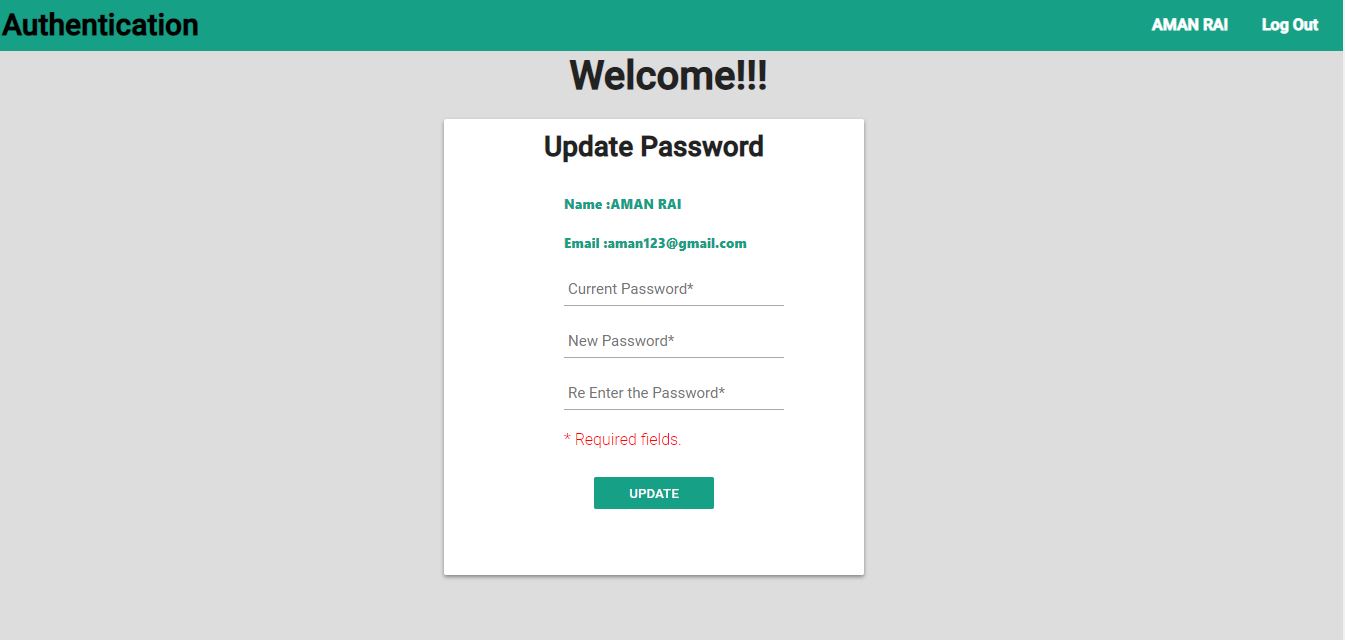 Authentication AMAN RAI Log Out
Welcome!!!
Update Password
Name :AMAN RAI
Email :aman123@gmail.com
Current Password*
New Password*
Re Enter the Password*
* Required fields.
UPDATE